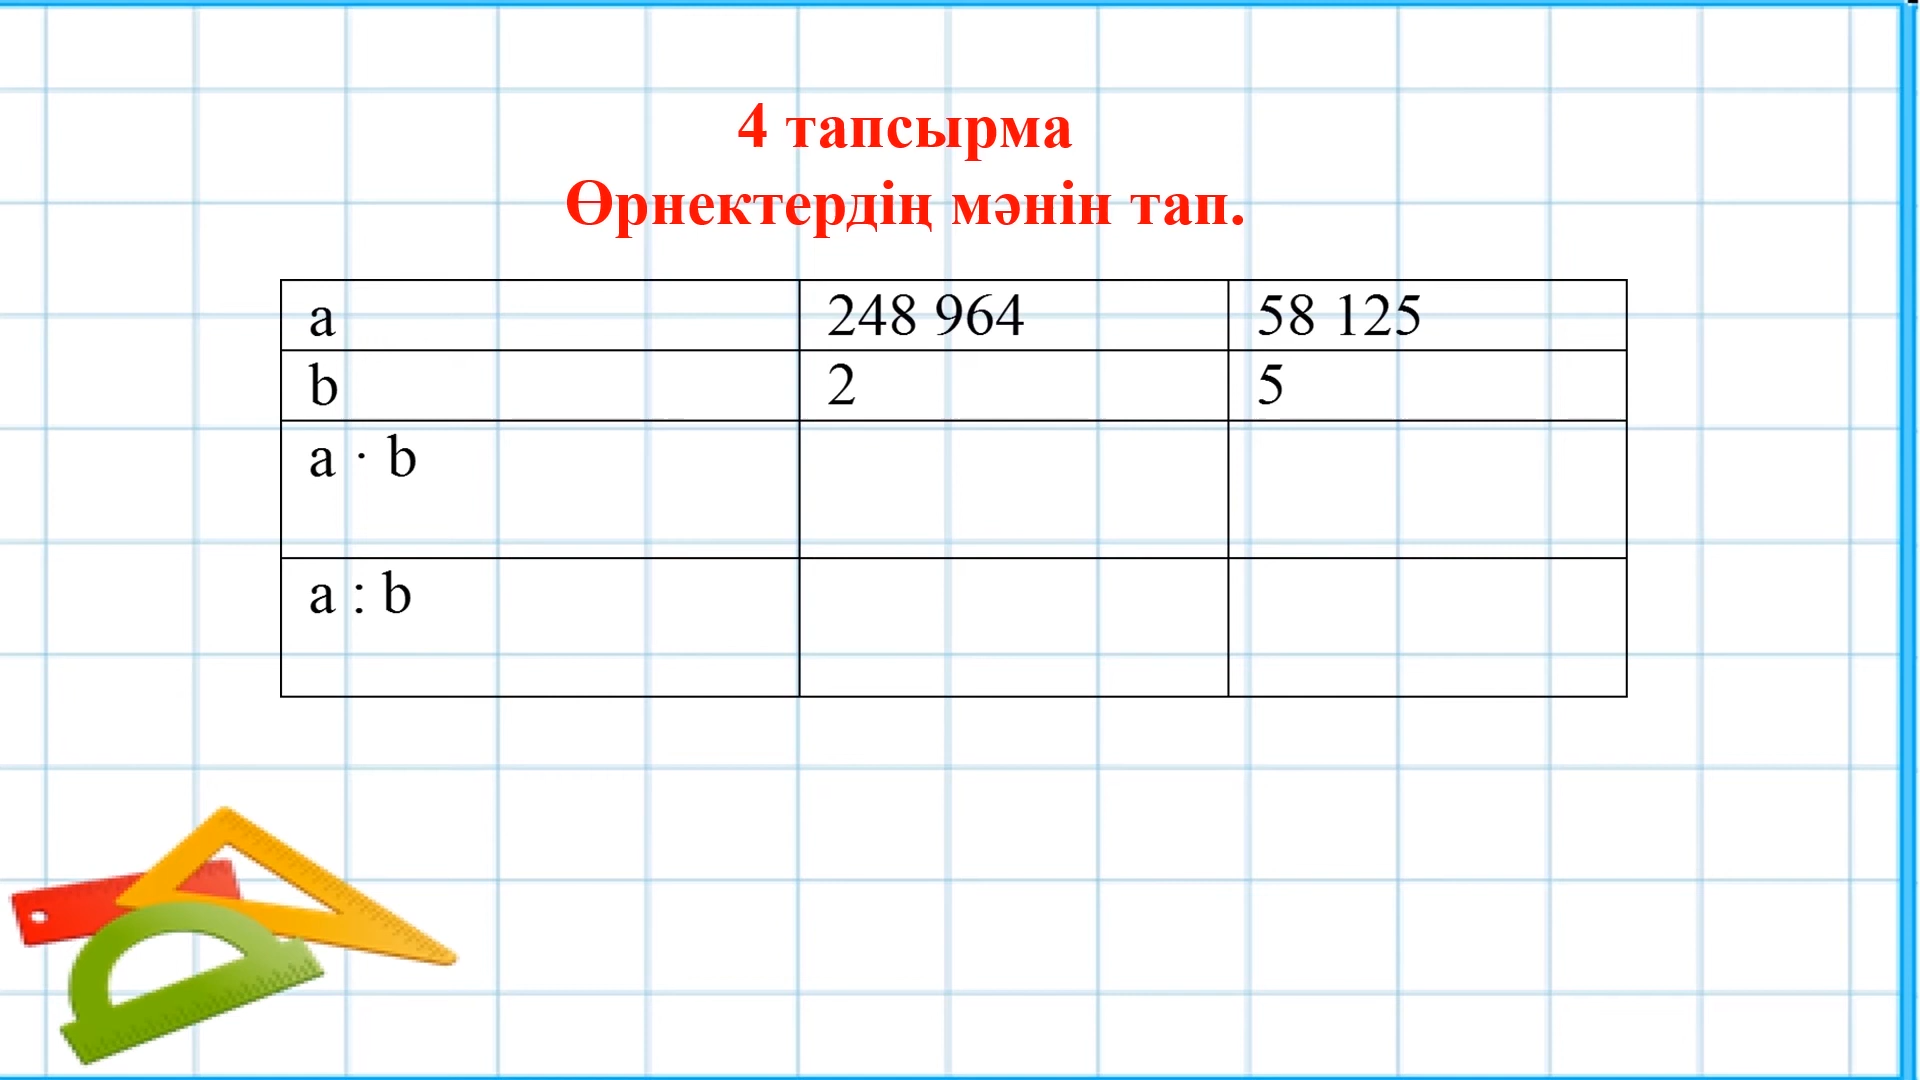 4 тапсырма
Өрнектердің мәнін тап.
a 248 964 58 125
b 2 5
a · b
a : b